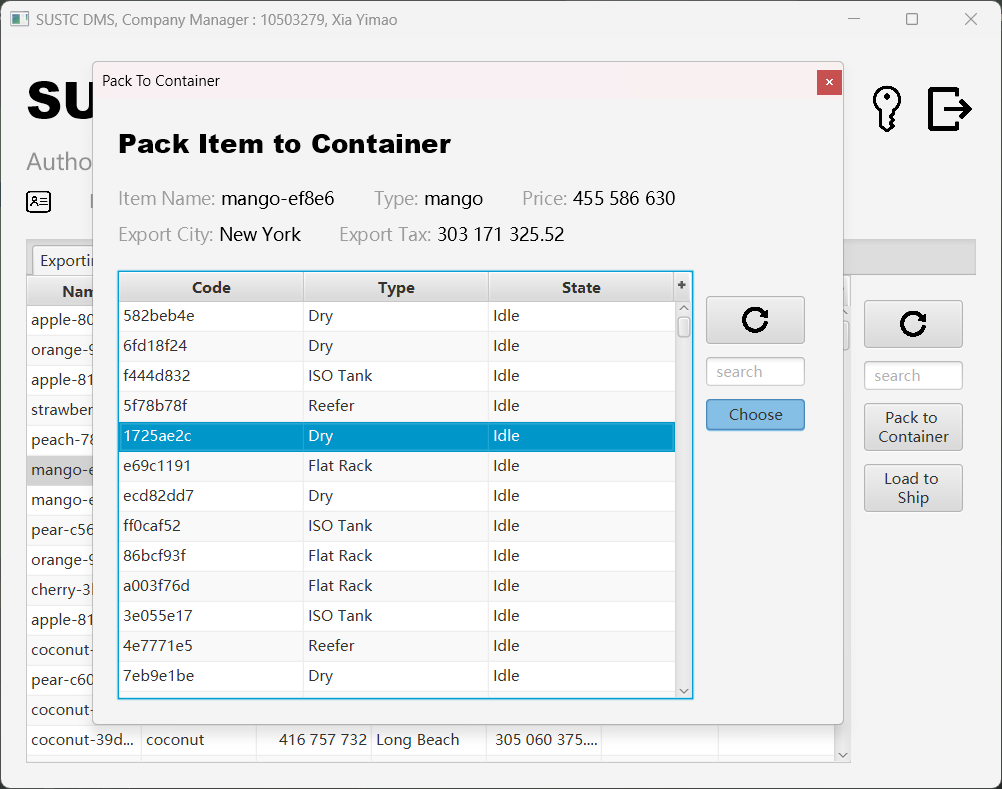 SUSTC DMS, Company Manager : 10503279, Xia Yimao
SU
Autho
Pack To Container
Pack Item to Container
Item Name: mango-ef8e6 Type: mango Price: 455 586 630
Export City: New York Export Tax: 303 171 325.52
Code Type State +
582beb4e Dry Idle
6fd18f24 Dry Idle
f444d832 ISO Tank Idle
5f78b78f Reefer Idle
1725ae2c Dry Idle
e69c1191 Flat Rack Idle
ecd82dd7 Dry Idle
ff0caf52 ISO Tank Idle
86bcf93f Flat Rack Idle
a003f76d Flat Rack Idle
3e055e17 ISO Tank Idle
4e7771e5 Reefer Idle
7eb9e1be Dry Idle
search
Choose
Exporti
Nam
apple-80
orange-9
apple-81
strawber
peach-78
mango-e
mango-e
pear-c56
orange-9
cherry-3
apple-81
coconut-
pear-c60
coconut-
coconut-39d... coconut 416 757 732 Long Beach 305 060 375....
search
Pack to
Container
Load to
Ship